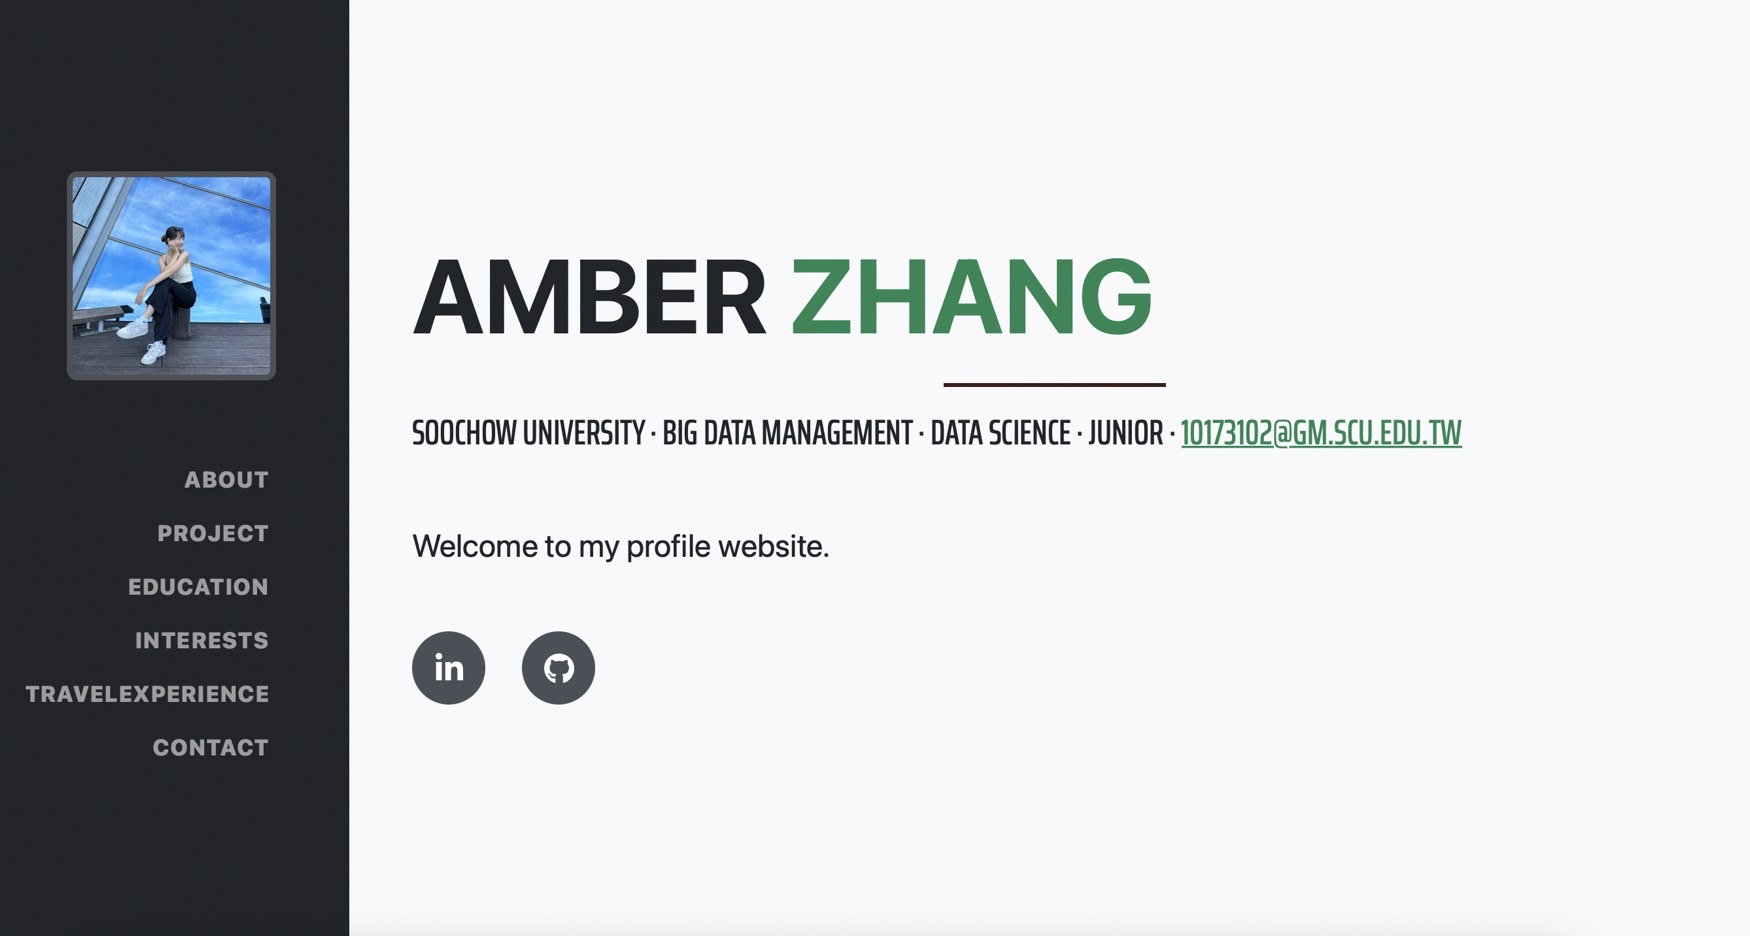 ABOUT
PROJECT
EDUCATION
INTERESTS
TRAVELEXPERIENCE
CONTACT
AMBER ZHANG
SOOCHOW UNIVERSITY · BIG DATA MANAGEMENT · DATA SCIENCE · JUNIOR · 10173102@GM.SCU.EDU.TW
Welcome to my profile website.
in